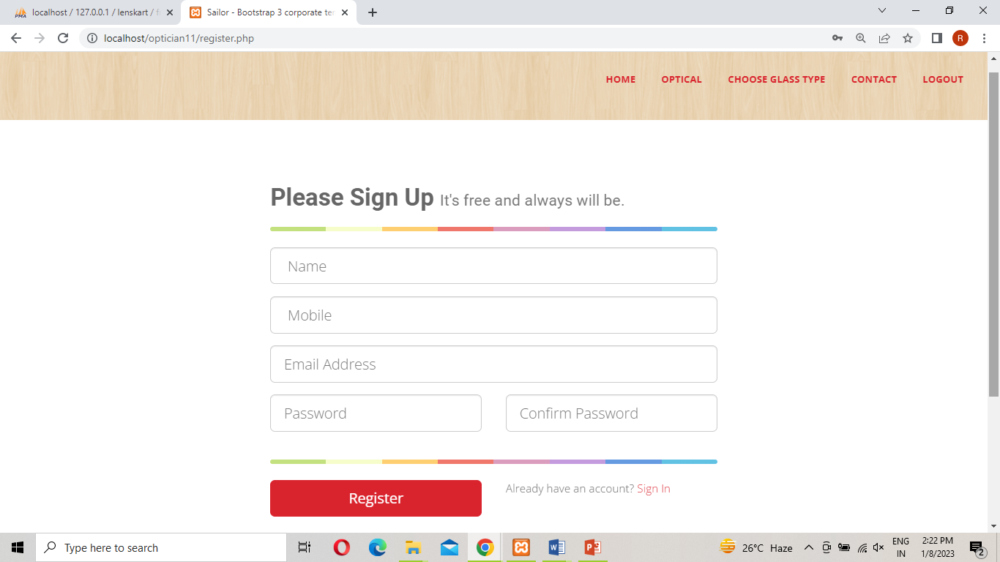 localhost / 127.0.0.1 / lenskart / f
Sailor - Bootstrap 3 corporate ter
localhost/optician11/register.php
R
HOME OPTICAL CHOOSE GLASS TYPE CONTACT LOGOUT
Please Sign Up It's free and always will be.
Name
Mobile
Email Address
Password Confirm Password
Register Already have an account? Sign In
Type here to search
26°C Haze
ENG
IN
2:22 PM
1/8/2023
2